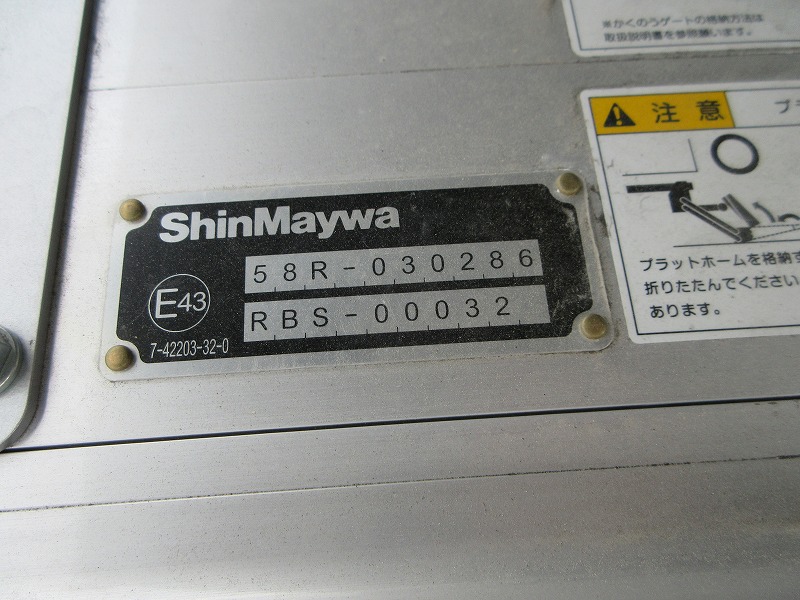 ※かくのうゲートの格納方法は
取扱説明書を参照願います。
注意
ShinMaywa
58R-030286
E43
RBS-00032
7-42203-32-0
プラットホームを格納す
折りたたんでください
あります。